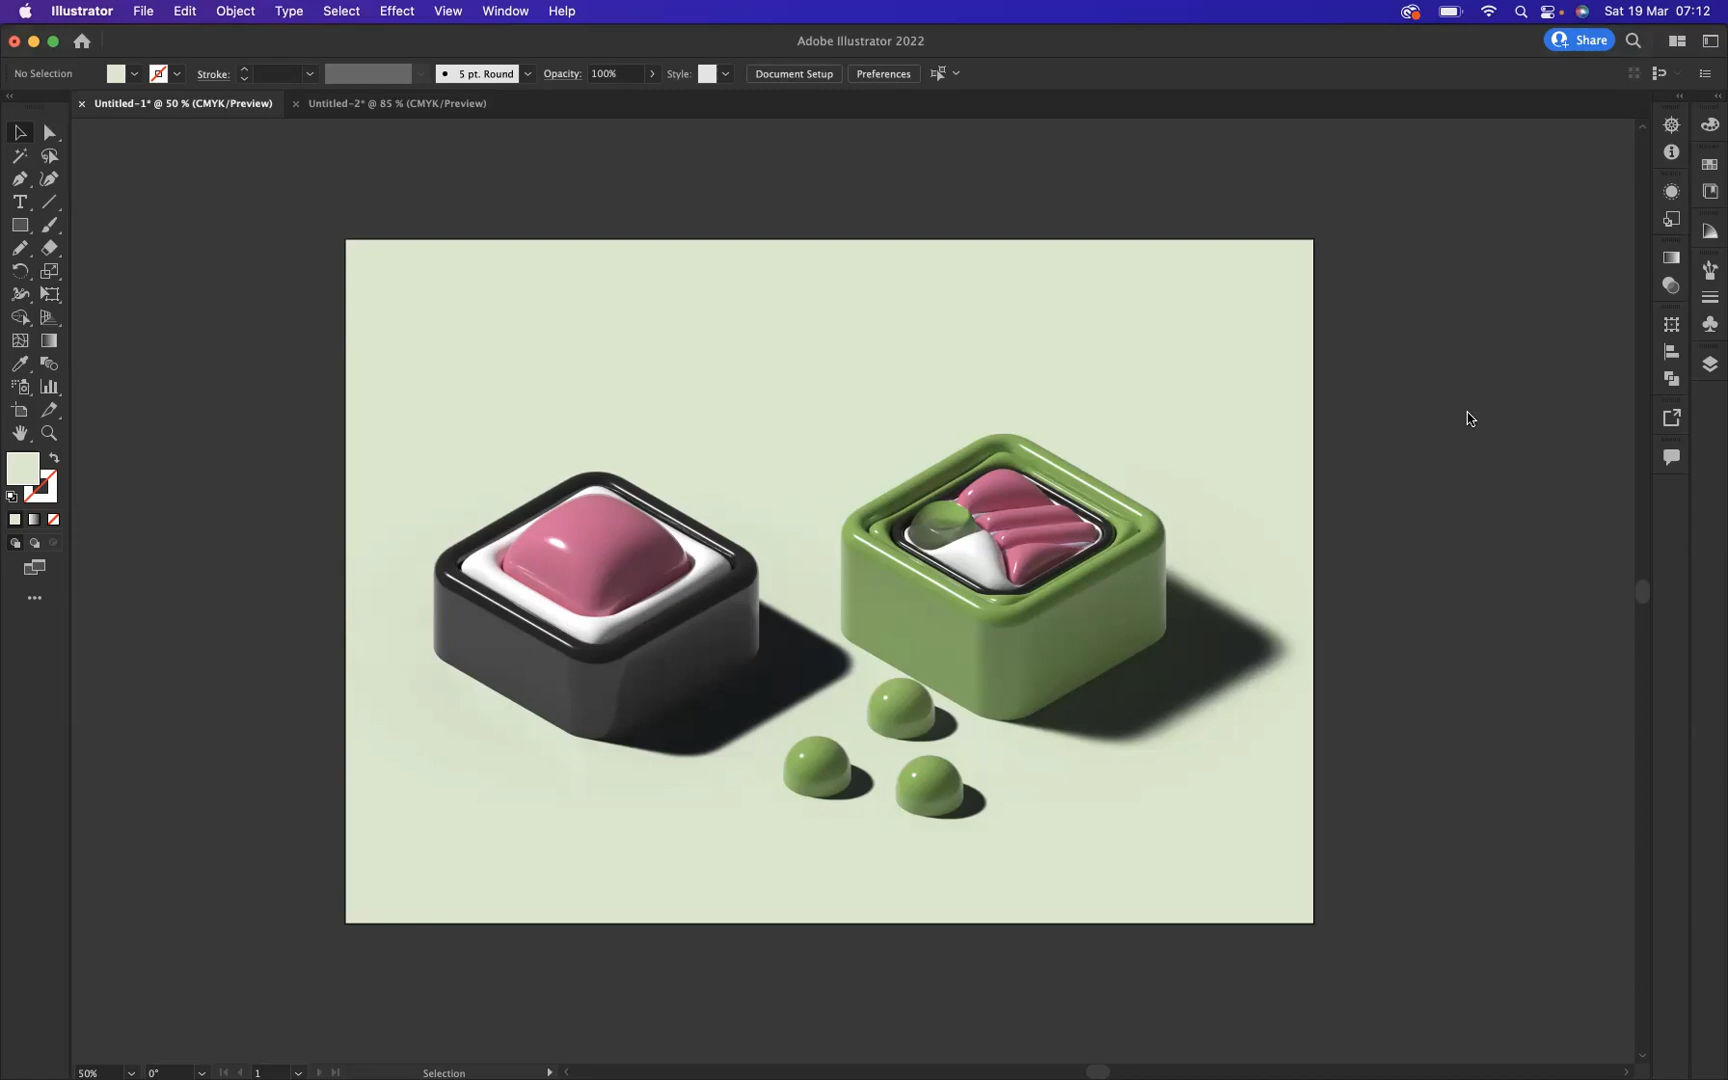 Illustrator File Edit Object Type Select Effect View Window Help Sat 19 Mar 07:12
Adobe Illustrator 2022 Share
No Selection Stroke: 5 pt. Round Opacity: 100% Style: Document Setup Preferences
Untitled-1* @ 50 % (CMYK/Preview) Untitled-2* @ 85 % (CMYK/Preview)
50% 0° 1 Selection